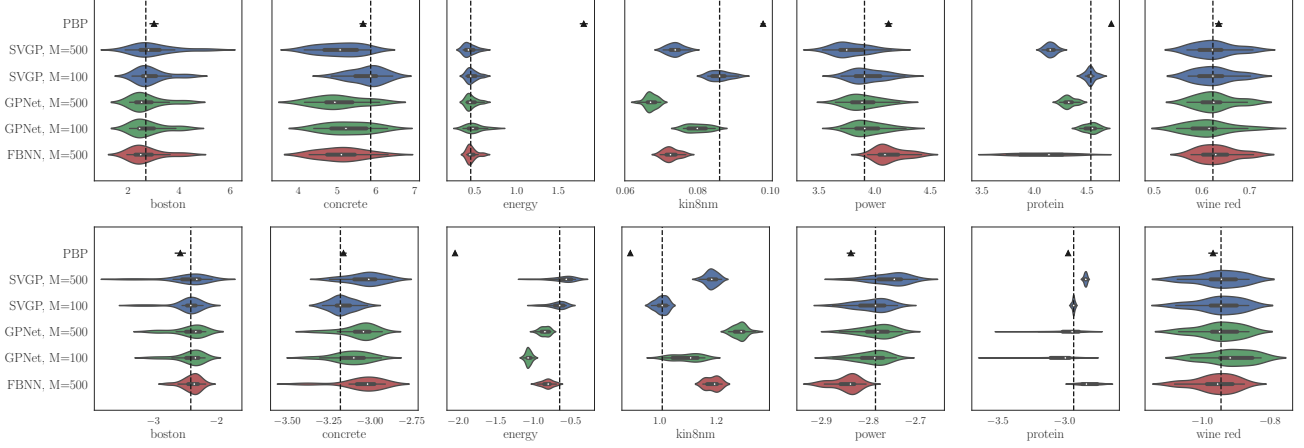 PBP
SVGP, M=500
SVGP, M=100
GPNet, M=500
GPNet, M=100
FBNN, M=500
2 4 6
boston
4 5 6 7
concrete
0.5 1.0 1.5
energy
0.06 0.08 0.10
kin8nm
3.5 4.0 4.5
power
3.5 4.0 4.5
protein
0.5 0.6 0.7
wine red
PBP
SVGP, M=500
SVGP, M=100
GPNet, M=500
GPNet, M=100
FBNN, M=500
−3 −2
boston
−3.50 −3.25 −3.00 −2.75
concrete
−2.0 −1.5 −1.0 −0.5
energy
1.0 1.2
kin8nm
−2.9 −2.8 −2.7
power
−3.5 −3.0
protein
−1.0 −0.8
wine red